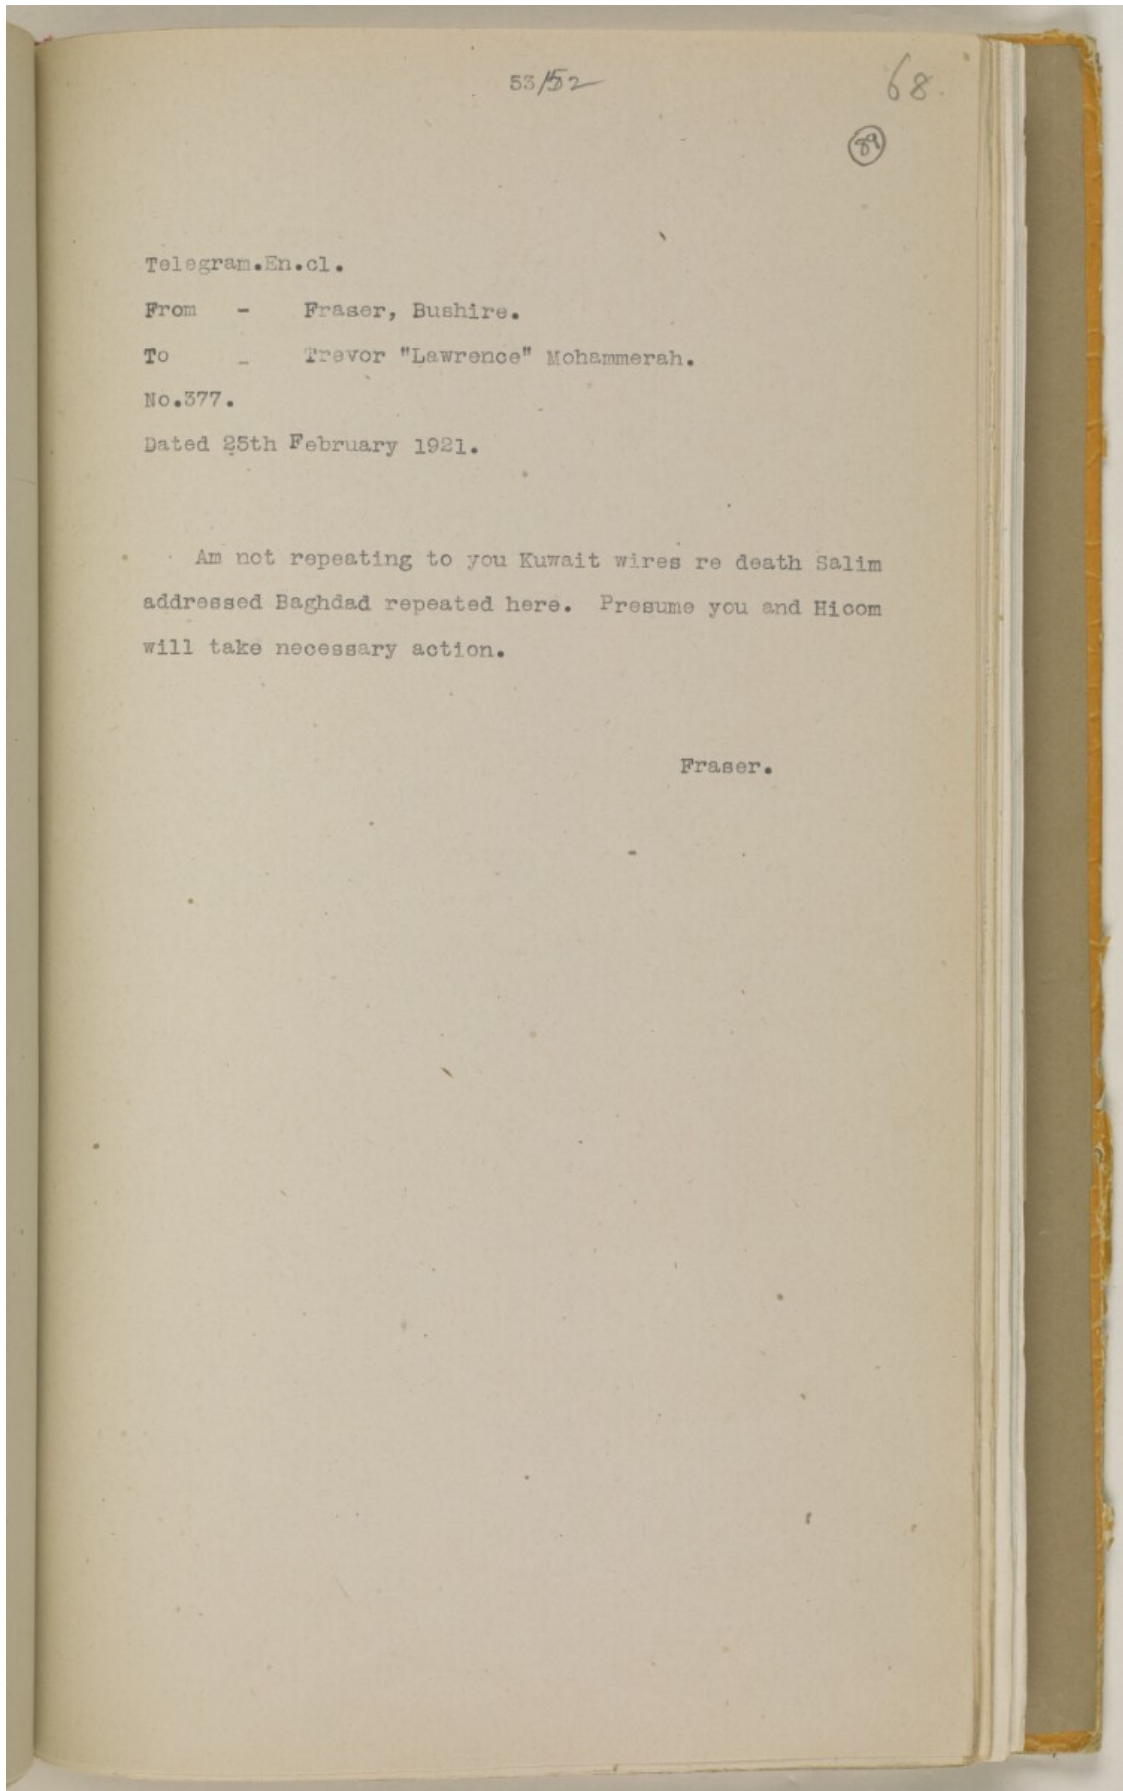 53/52
68.
89
Telegram.En.cl.
From - Fraser, Bushire.
To - Trevor "Lawrence" Mohammerah.
No.377.
Dated 25th February 1921.
Am not repeating to you Kuwait wires re death Salim
addressed Baghdad repeated here. Presume you and Hicom
will take necessary action.
Fraser.